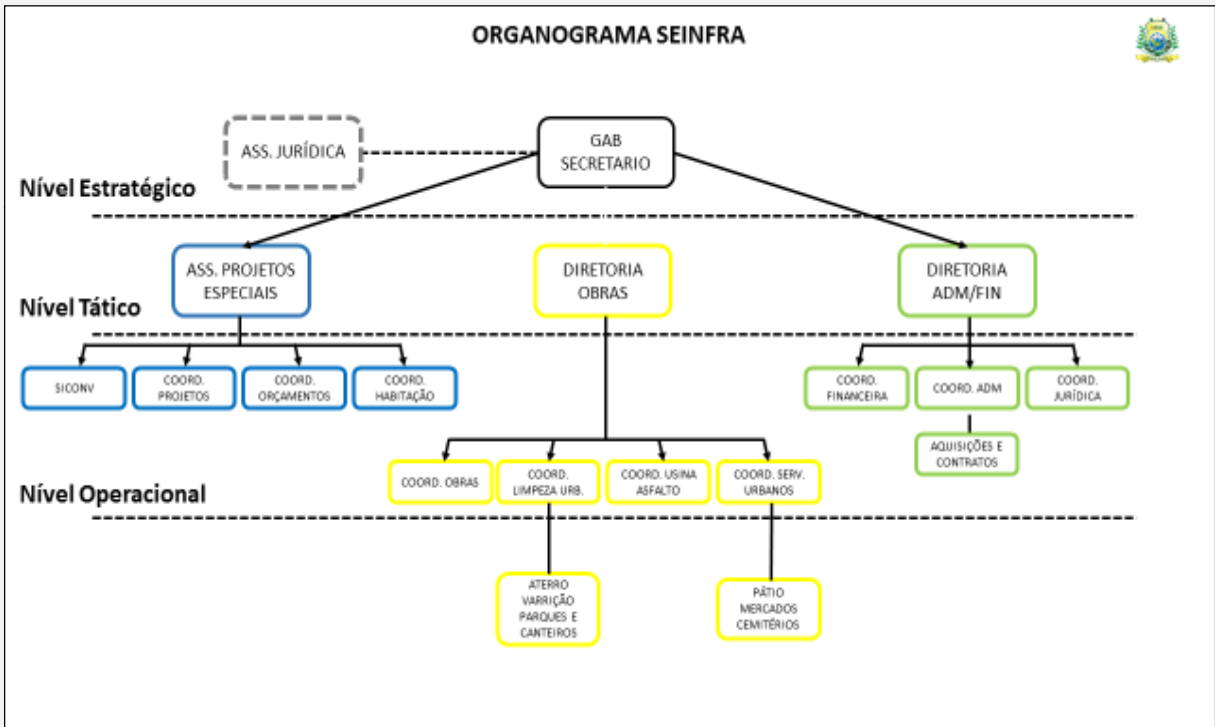 ORGANOGRAMA SEINFRA
ASS. JURÍDICA
GAB
SECRETARIO
Nível Estratégico
ASS. PROJETOS
ESPECIAIS
DIRETORIA
OBRAS
DIRETORIA
ADM/FIN
Nível Tático
SICONV
COORD.
PROJETOS
COORD.
ORÇAMENTOS
COORD.
HABITAÇÃO
COORD.
FINANCEIRA
COORD. ADM
COORD.
JURÍDICA
AQUISIÇÕES E
CONTRATOS
COORD. OBRAS
COORD.
LIMPEZA URB.
COORD. USINA
ASFALTO
COORD. SERV.
URBANOS
Nível Operacional
ATERRO
VARRIÇÃO
PARQUES E
CANTEIROS
PÁTIO
MERCADOS
CEMITÉRIOS